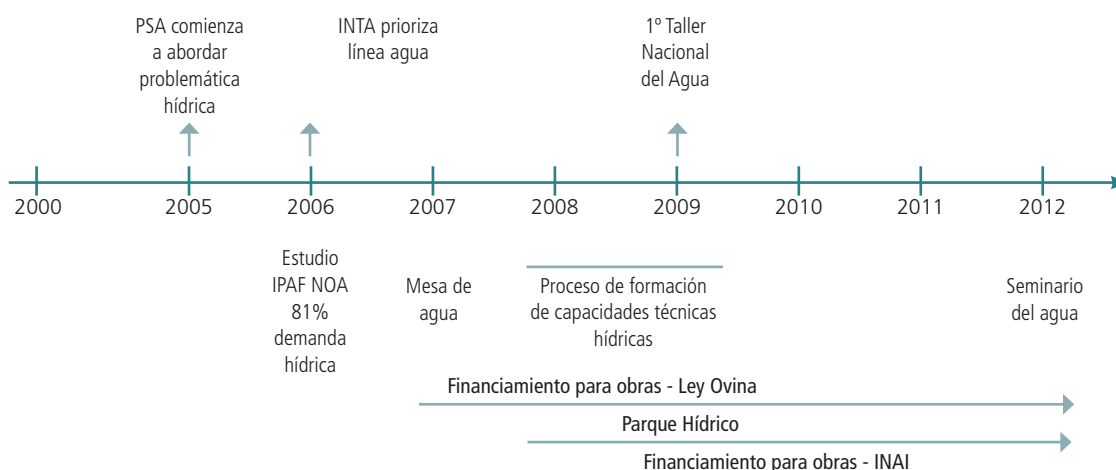 PSA comienza
a abordar
problemática
hídrica
INTA prioriza
línea agua
1º Taller
Nacional
del Agua
2000
2005
2006
2007
2008
2009
2010
2011
2012
Estudio
IPAF NOA
81%
demanda
hídrica
Mesa de
agua
Proceso de formación
de capacidades técnicas
hídricas
Seminario
del agua
Financiamiento para obras - Ley Ovina
Parque Hídrico
Financiamiento para obras - INAI